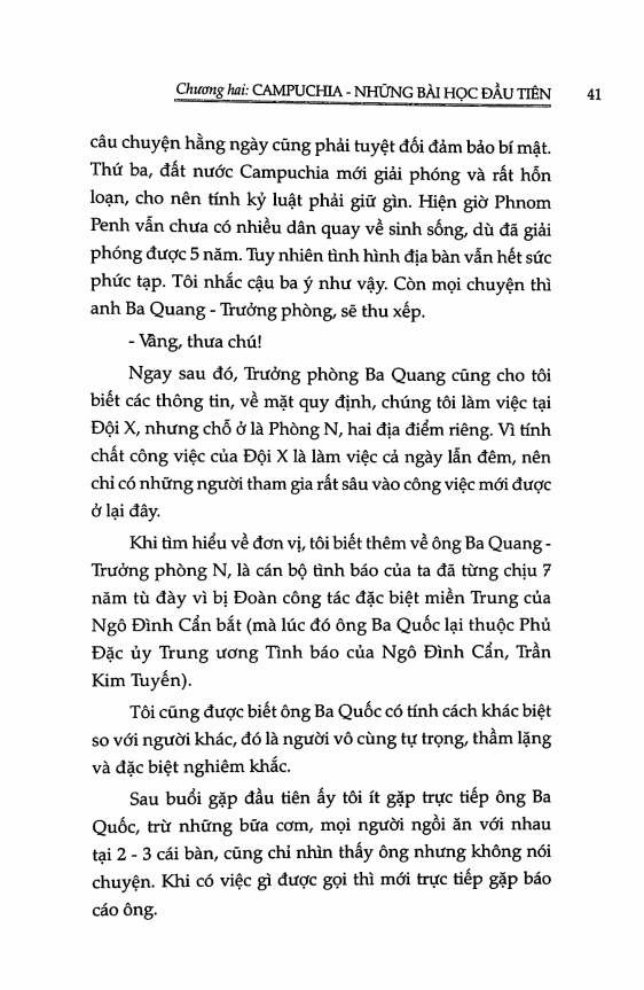 Chương hai: CAMPUCHIA - NHỮNG BÀI HỌC ĐẦU TIÊN 41
câu chuyện hằng ngày cũng phải tuyệt đối đảm bảo bí mật.
Thứ ba, đất nước Campuchia mới giải phóng và rất hỗn
loạn, cho nên tính kỷ luật phải giữ gìn. Hiện giờ Phnom
Penh vẫn chưa có nhiều dân quay về sinh sống, dù đã giải
phóng được 5 năm. Tuy nhiên tình hình địa bàn vẫn hết sức
phức tạp. Tôi nhắc cậu ba ý như vậy. Còn mọi chuyện thì
anh Ba Quang - Trưởng phòng, sẽ thu xếp.
- Vâng, thưa chú!
Ngay sau đó, Trưởng phòng Ba Quang cũng cho tôi
biết các thông tin, về mặt quy định, chúng tôi làm việc tại
Đội X, nhưng chỗ ở là Phòng N, hai địa điểm riêng. Vì tính
chất công việc của Đội X là làm việc cả ngày lẫn đêm, nên
chỉ có những người tham gia rất sâu vào công việc mới được
ở lại đây.
Khi tìm hiểu về đơn vị, tôi biết thêm về ông Ba Quang -
Trưởng phòng N, là cán bộ tình báo của ta đã từng chịu 7
năm tù đày vì bị Đoàn công tác đặc biệt miền Trung của
Ngô Đình Cẩn bắt (mà lúc đó ông Ba Quốc lại thuộc Phủ
Đặc ủy Trung ương Tình báo của Ngô Đình Cẩn, Trần
Kim Tuyến).
Tôi cũng được biết ông Ba Quốc có tính cách khác biệt
so với người khác, đó là người vô cùng tự trọng, thầm lặng
và đặc biệt nghiêm khắc.
Sau buổi gặp đầu tiên ấy tôi ít gặp trực tiếp ông Ba
Quốc, trừ những bữa cơm, mọi người ngồi ăn với nhau
tại 2 - 3 cái bàn, cũng chỉ nhìn thấy ông nhưng không nói
chuyện. Khi có việc gì được gọi thì mới trực tiếp gặp báo
cáo ông.